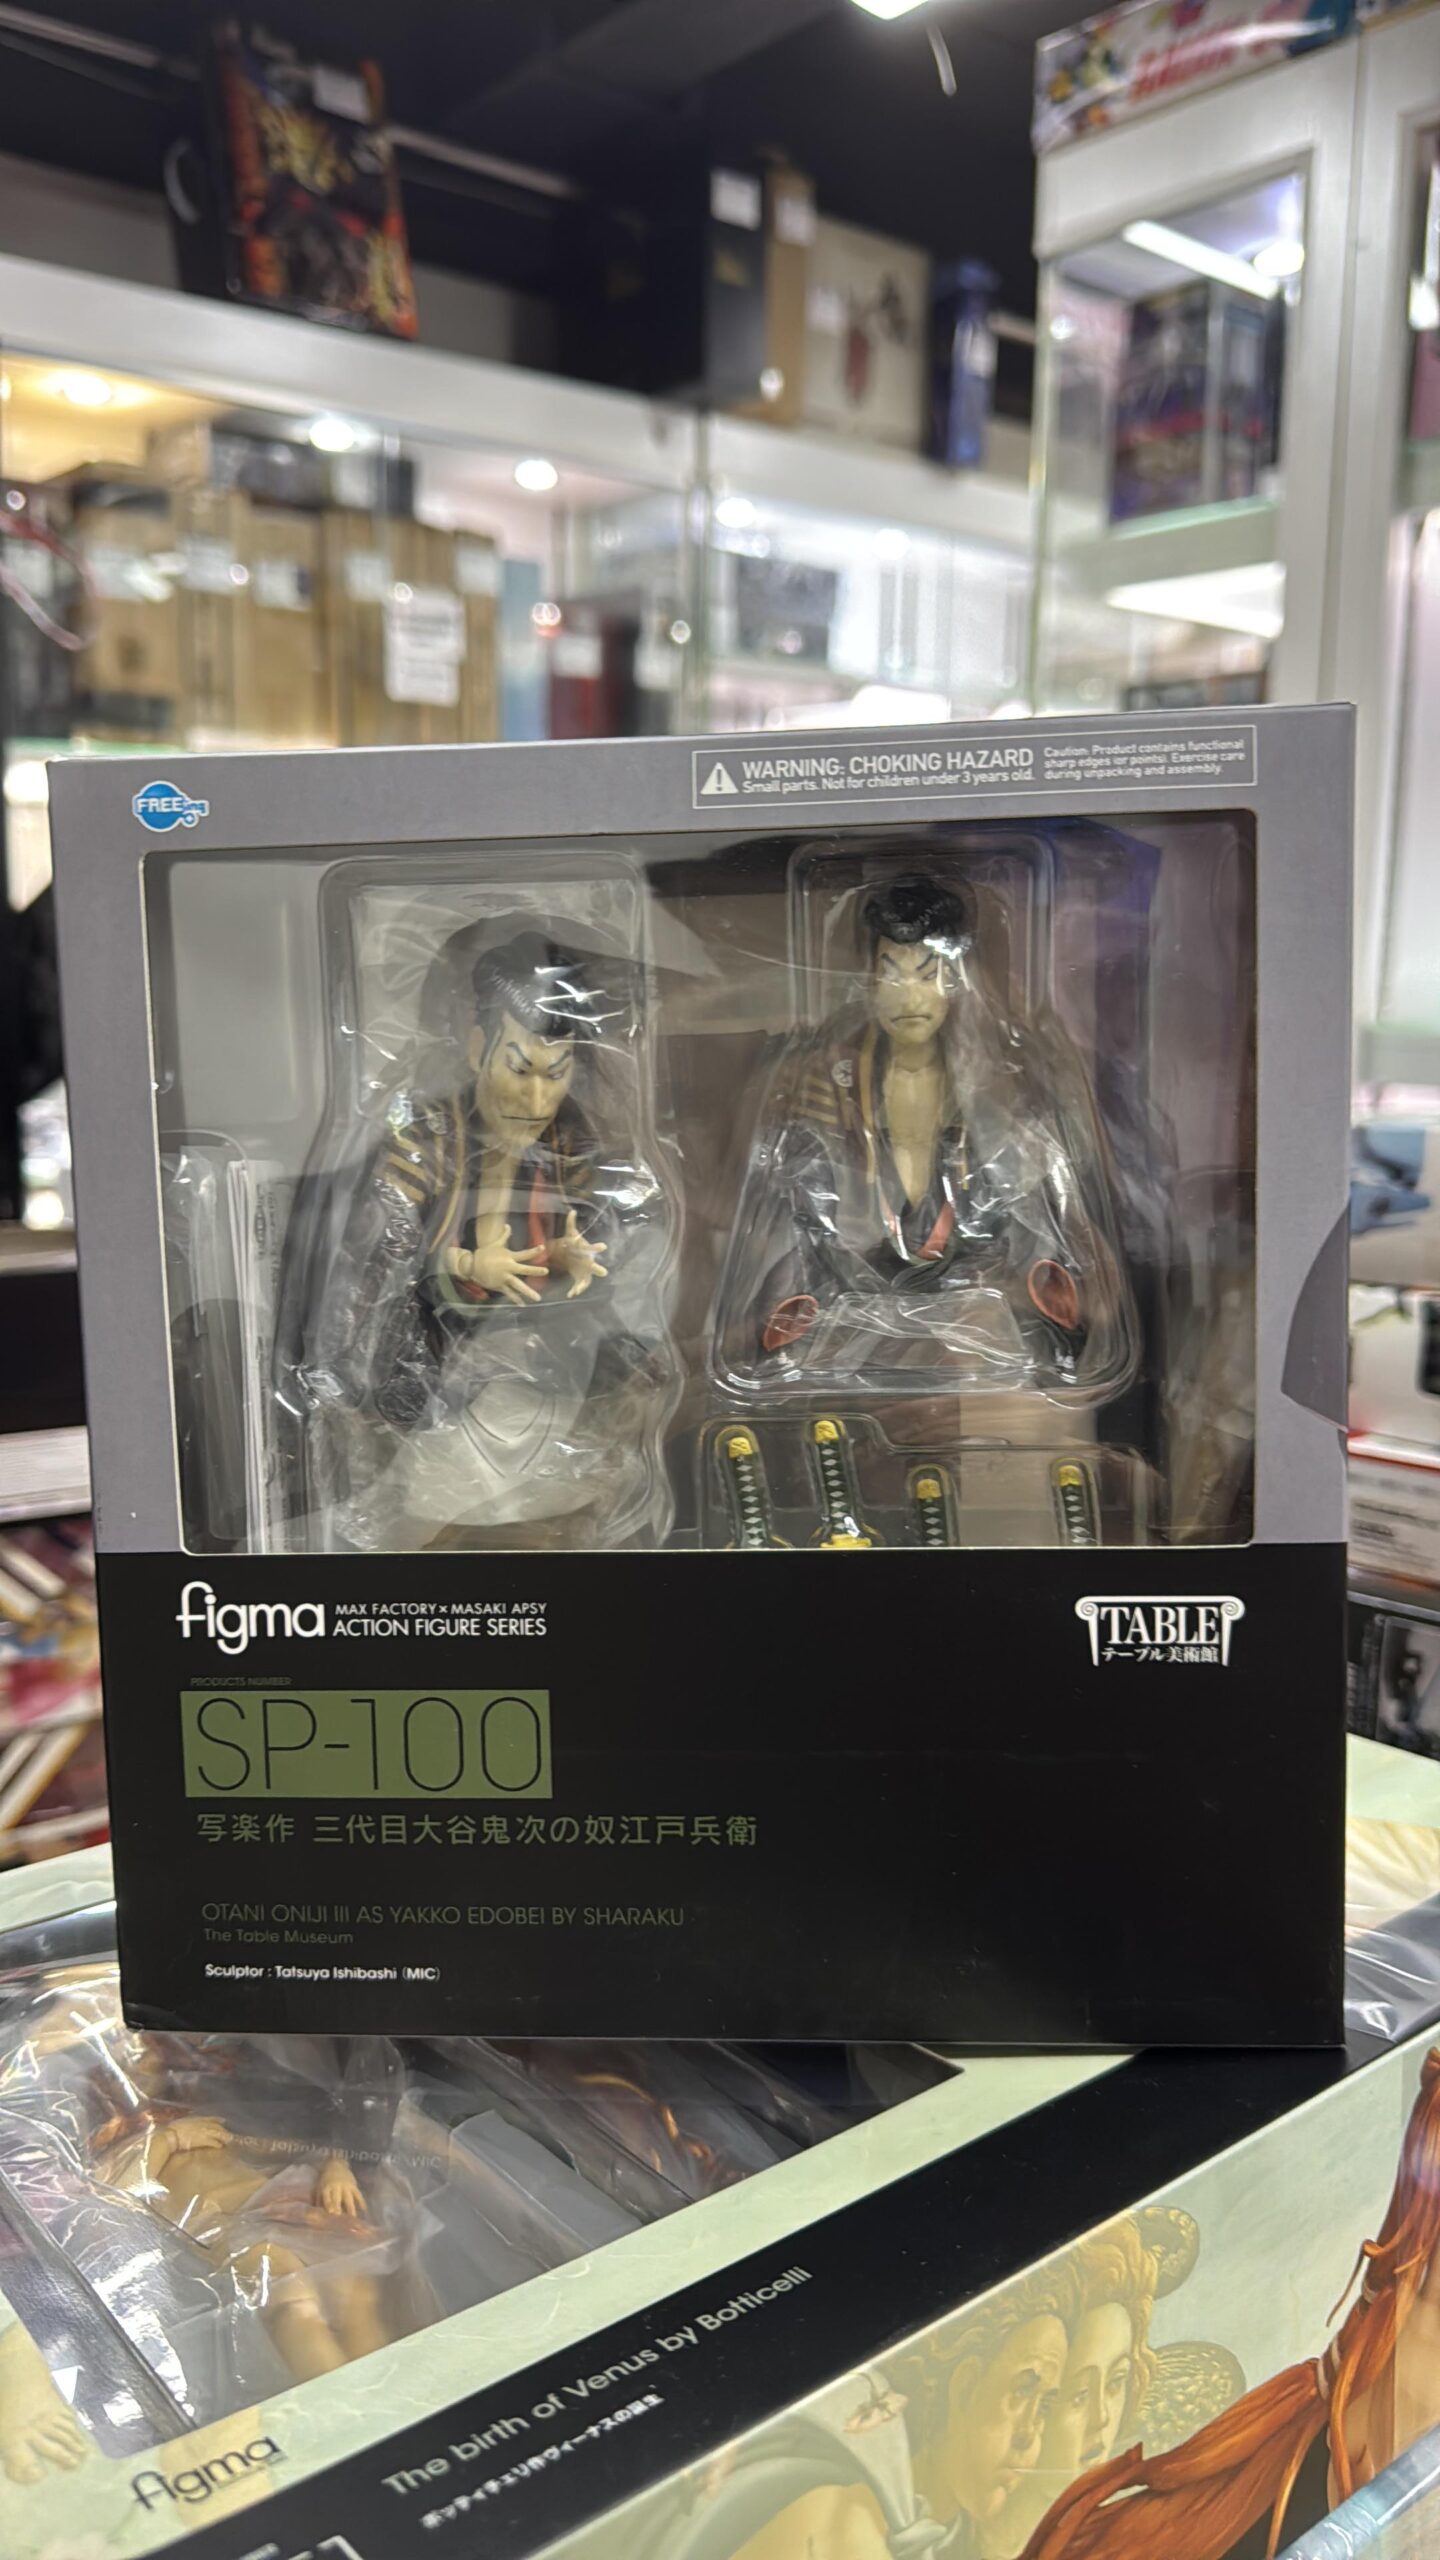 FREEing
WARNING: CHOKING HAZARD
Small parts. Not for children under 3 years old.
Caution: Product contains functional
sharp edges (or points). Exercise care
during unpacking and assembly.
figma
MAX FACTORY × MASAKI APSY
ACTION FIGURE SERIES
TABLE
テーブル美術館
PRODUCTS NUMBER
SP-100
写楽作 三代目大谷鬼次の奴江戸兵衛
OTANI ONIJI III AS YAKKO EDOBEI BY SHARAKU
The Table Museum
Sculptor : Tatsuya Ishibashi (MIC)
The birth of Venus by Botticelli
ボッティチェリ作ヴィーナスの誕生
figma